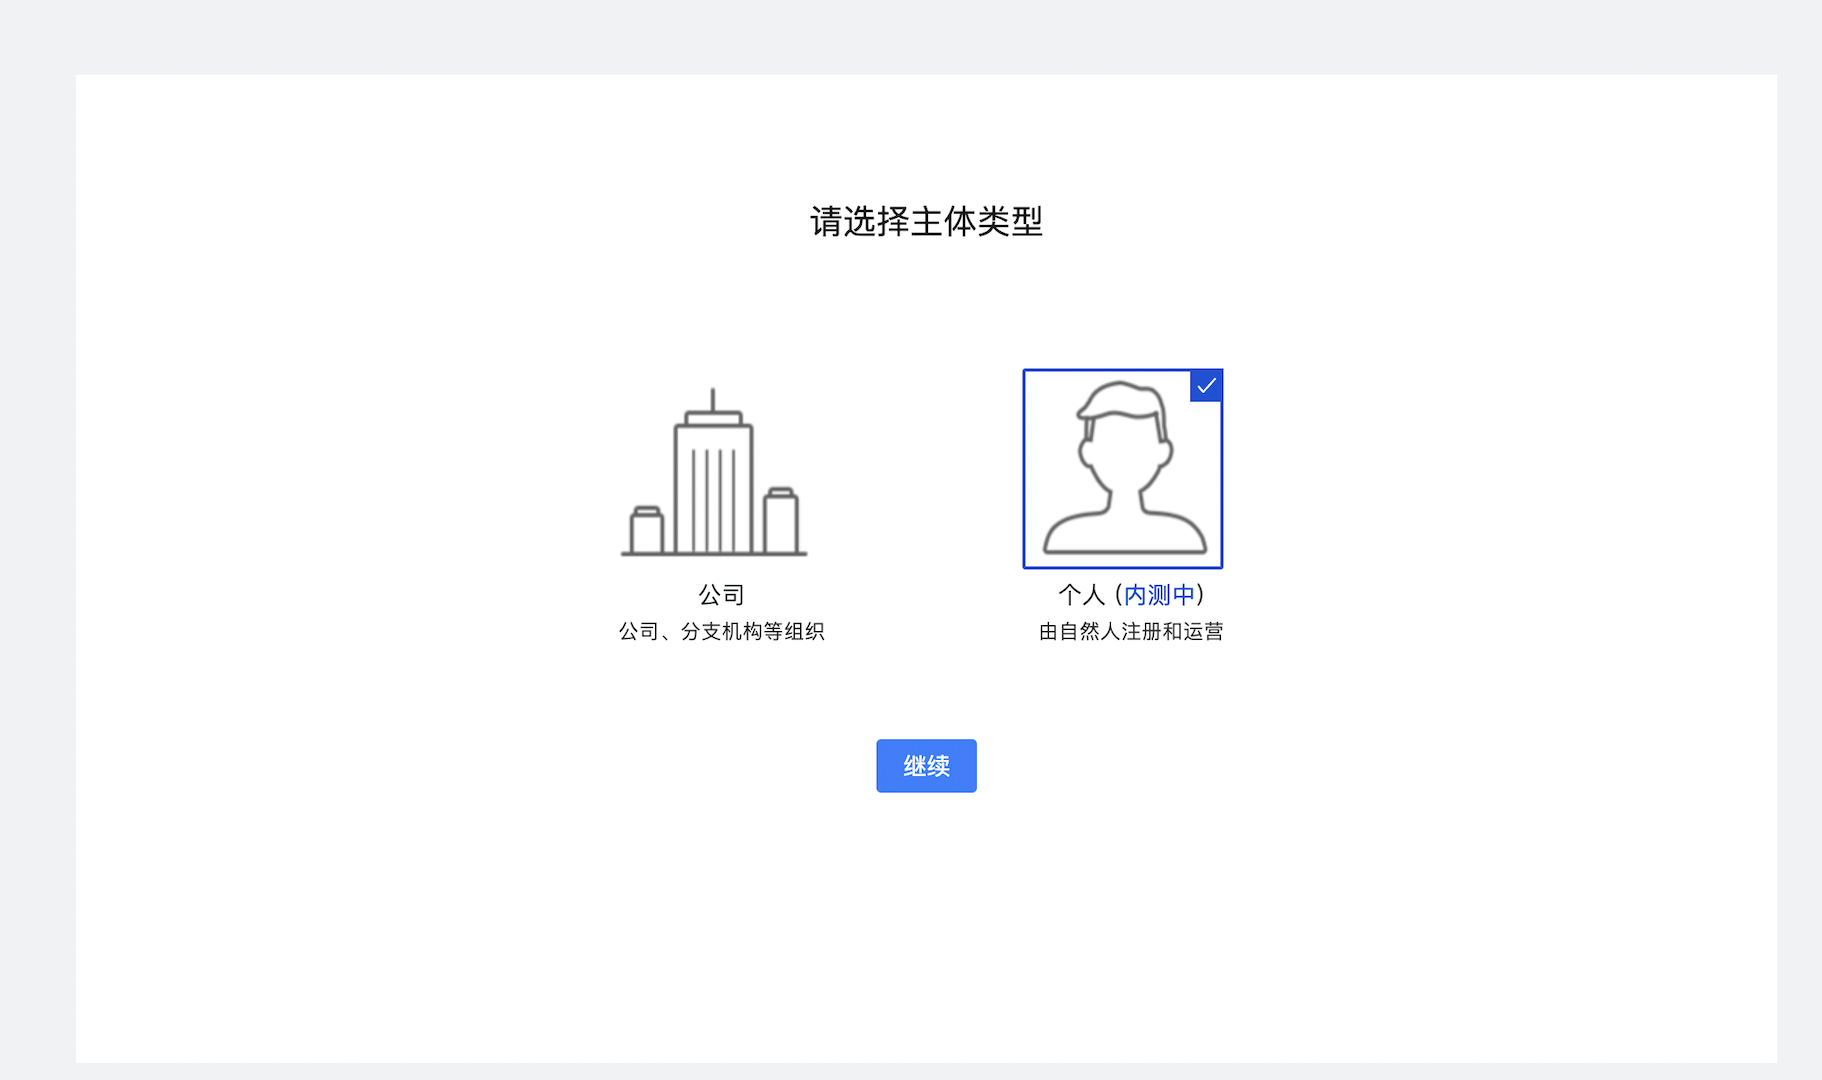 请选择主体类型
公司
公司、分支机构等组织
个人 (内测中)
由自然人注册和运营
继续